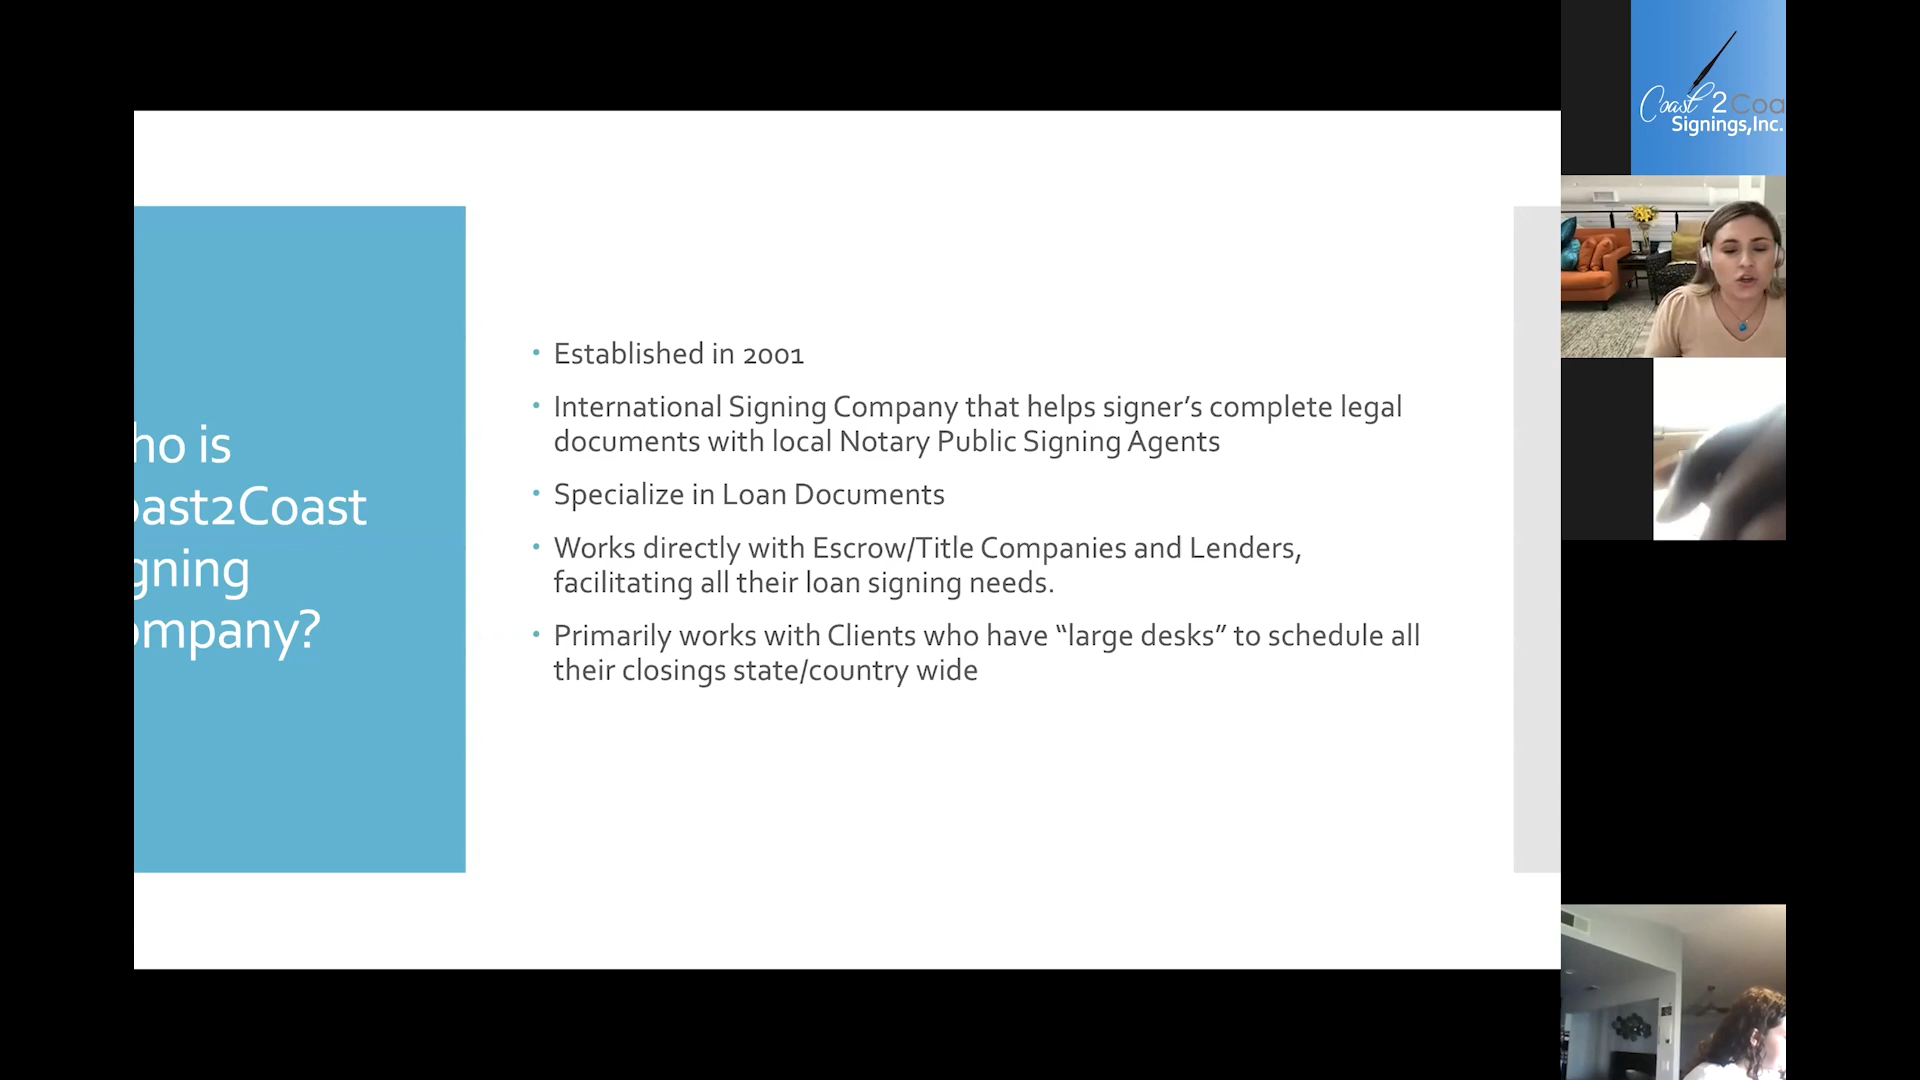 ho is
oast2Coast
gning
ompany?
• Established in 2001
• International Signing Company that helps signer's complete legal
documents with local Notary Public Signing Agents
• Specialize in Loan Documents
• Works directly with Escrow/Title Companies and Lenders,
facilitating all their loan signing needs.
• Primarily works with Clients who have “large desks” to schedule all
their closings state/country wide
Coast 2 Coa
Signings,Inc.